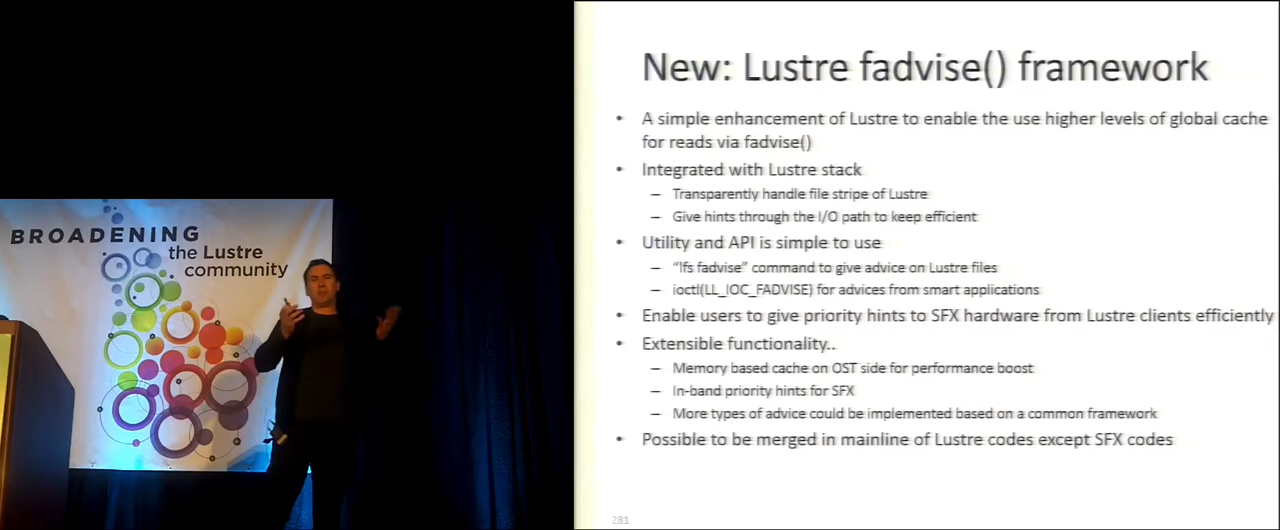 BROADENING
the Lustre
community
New: Lustre fadvise() framework
• A simple enhancement of Lustre to enable the use higher levels of global cache
for reads via fadvise()
• Integrated with Lustre stack
– Transparently handle file stripe of Lustre
– Give hints through the I/O path to keep efficient
• Utility and API is simple to use
– "lfs fadvise" command to give advice on Lustre files
– ioctl(LL_IOC_FADVISE) for advices from smart applications
• Enable users to give priority hints to SFX hardware from Lustre clients efficiently
• Extensible functionality..
– Memory based cache on OST side for performance boost
– In-band priority hints for SFX
– More types of advice could be implemented based on a common framework
• Possible to be merged in mainline of Lustre codes except SFX codes
281